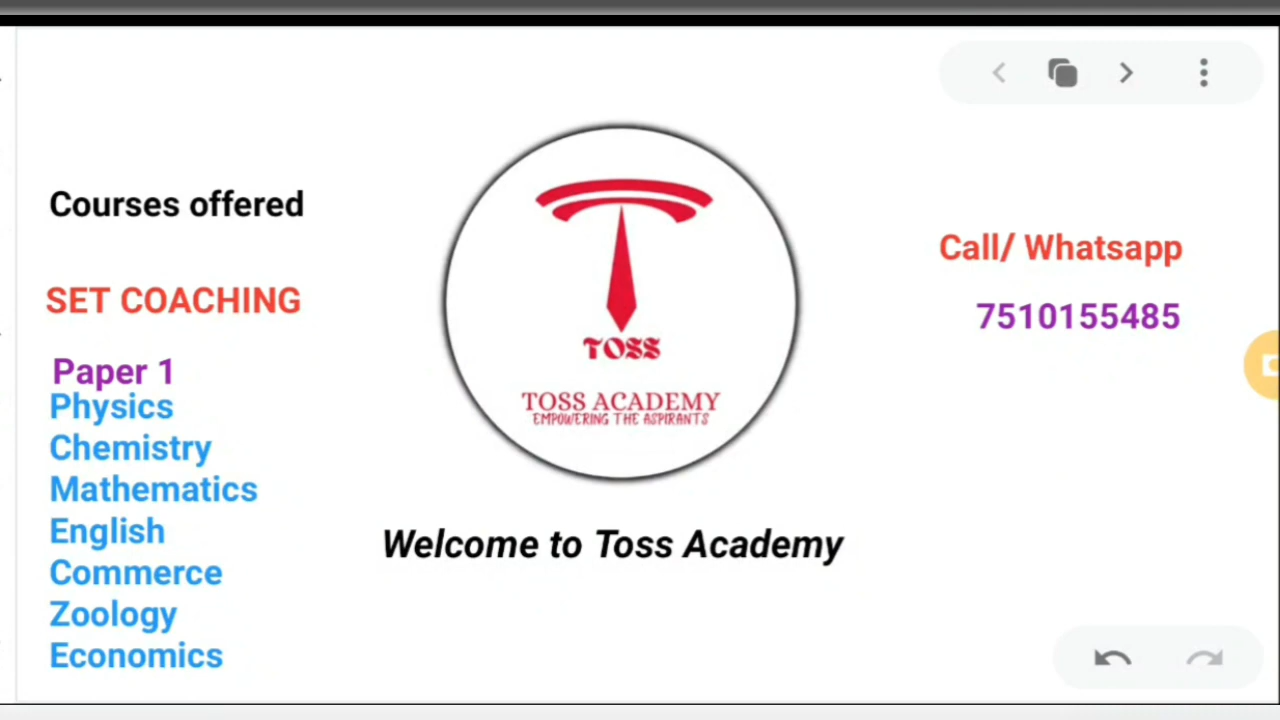 Courses offered
SET COACHING
Paper 1
Physics
Chemistry
Mathematics
English
Commerce
Zoology
Economics
TOSS
TOSS ACADEMY
EMPOWERING THE ASPIRANTS
Welcome to Toss Academy
Call/ Whatsapp
7510155485